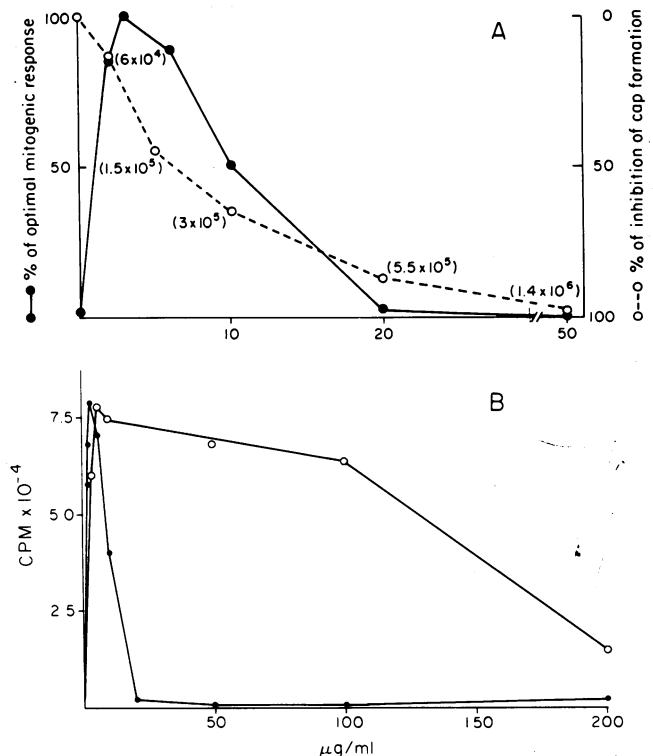 ●—● % of optimal mitogenic response
100
50
A
(6x10⁴)
(1.5x10⁵)
(3x10⁵)
(5.5x10⁵)
(1.4x10⁶)
0
50
100
o--o % of inhibition of cap formation
10
20
50
B
CPM x 10⁻⁴
7.5
5 0
2 5
50
100
150
200
µg/ml